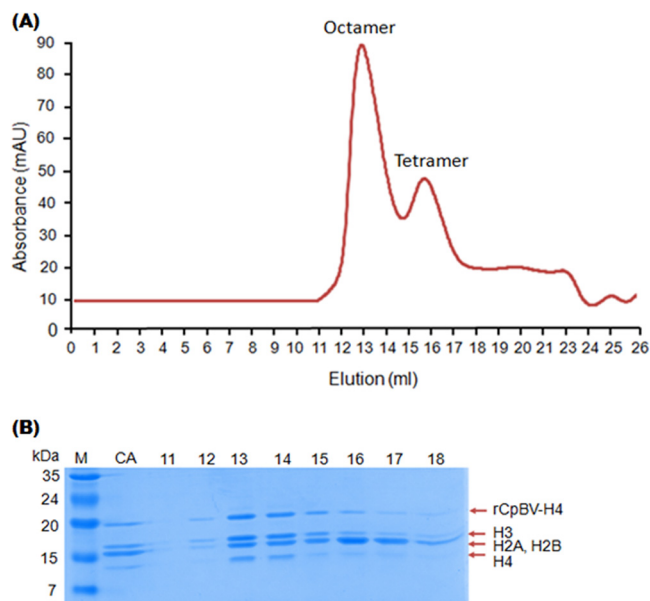 (A)
Octamer
Tetramer
90
80
70
60
50
40
30
20
10
0
Absorbance (mAU)
0 1 2 3 4 5 6 7 8 9 10 11 12 13 14 15 16 17 18 19 20 21 23 24 25 26
Elution (ml)
(B)
kDa M CA 11 12 13 14 15 16 17 18
35
24
20
15
7
rCpBV-H4
H3
H2A, H2B
H4